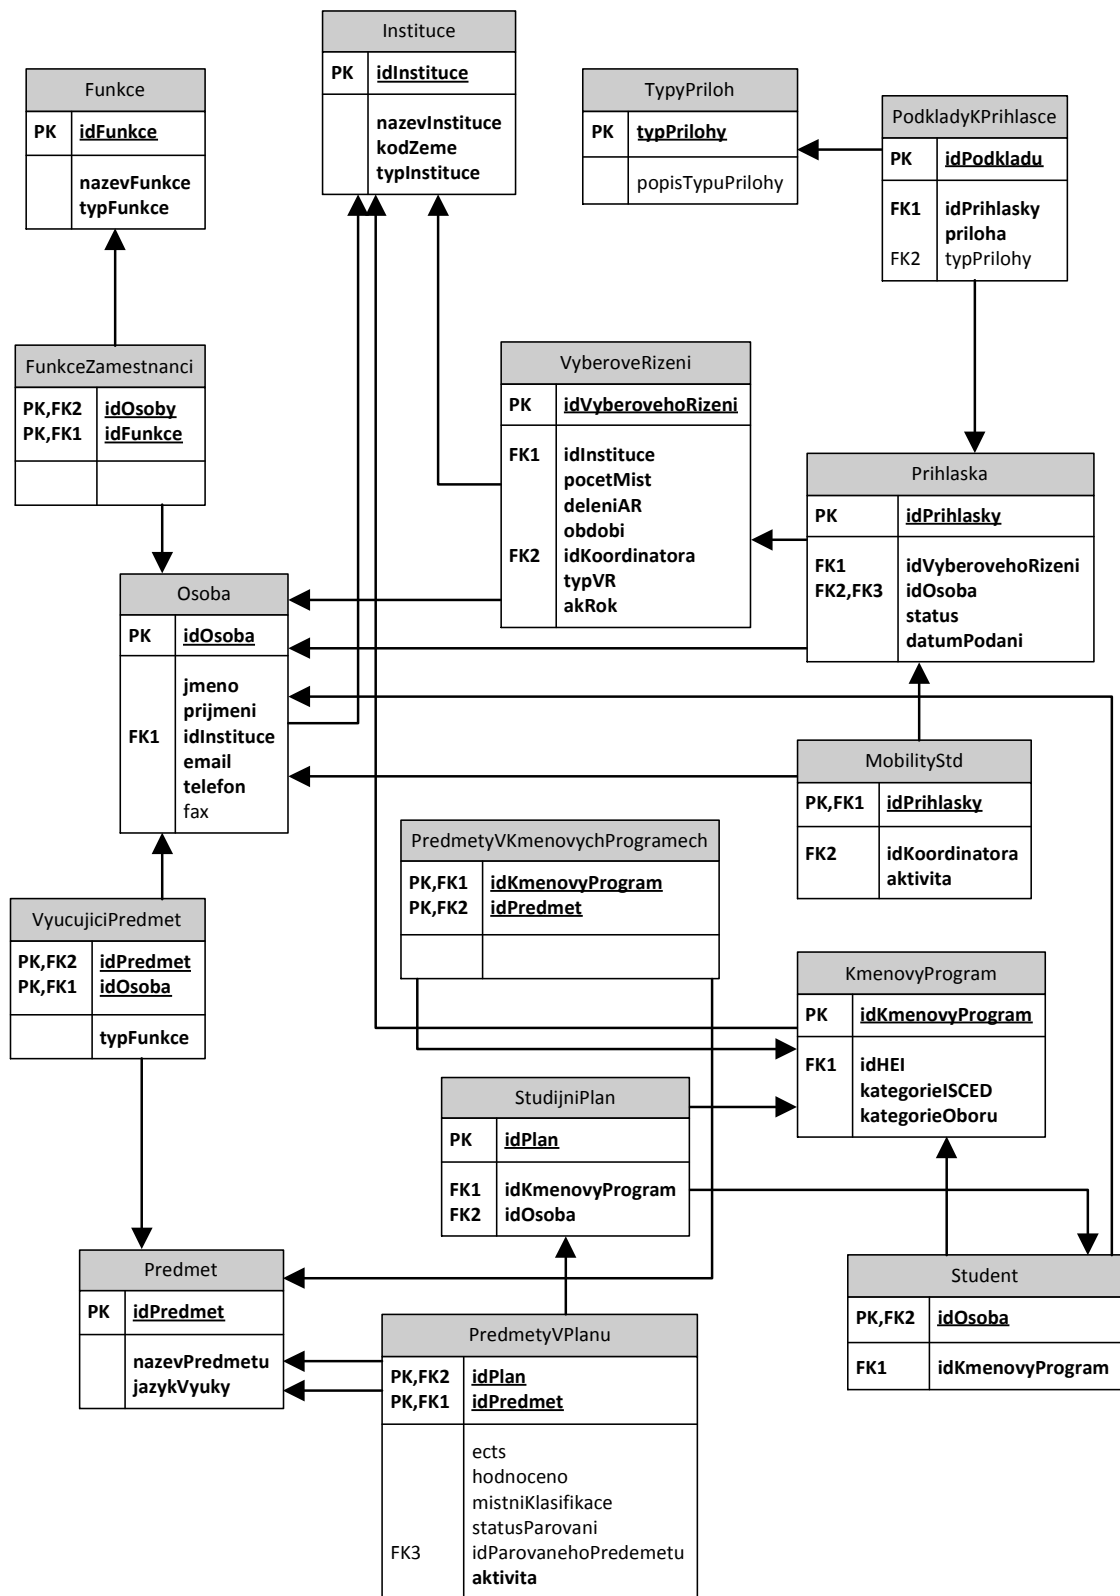 Instituce
PK idInstituce
nazevInstituce
kodZeme
typInstituce
Funkce
PK idFunkce
nazevFunkce
typFunkce
TypyPriloh
PK typPrilohy
popisTypuPrilohy
PodkladyKPrihlasce
PK idPodkladu
FK1 idPrihlasky
priloha
FK2 typPrilohy
FunkceZamestnanci
PK,FK2 idOsoby
PK,FK1 idFunkce
VyberoveRizeni
PK idVyberovehoRizeni
FK1 idInstituce
pocetMist
deleniAR
obdobi
FK2 idKoordinatora
typVR
akRok
Prihlaska
PK idPrihlasky
FK1 idVyberovehoRizeni
FK2,FK3 idOsoba
status
datumPodani
Osoba
PK idOsoba
jmeno
prijmeni
FK1 idInstituce
email
telefon
fax
MobilityStd
PK,FK1 idPrihlasky
FK2 idKoordinatora
aktivita
PredmetyVKmenovychProgramech
PK,FK1 idKmenovyProgram
PK,FK2 idPredmet
VyucujiciPredmet
PK,FK2 idPredmet
PK,FK1 idOsoba
typFunkce
KmenovyProgram
PK idKmenovyProgram
FK1 idHEI
kategorieISCED
kategorieOboru
StudijniPlan
PK idPlan
FK1 idKmenovyProgram
FK2 idOsoba
Predmet
PK idPredmet
nazevPredmetu
jazykVyuky
Student
PK,FK2 idOsoba
FK1 idKmenovyProgram
PredmetyVPlanu
PK,FK2 idPlan
PK,FK1 idPredmet
ects
hodnoceno
mistniKlasifikace
statusParovani
FK3 idParovanehoPredemetu
aktivita